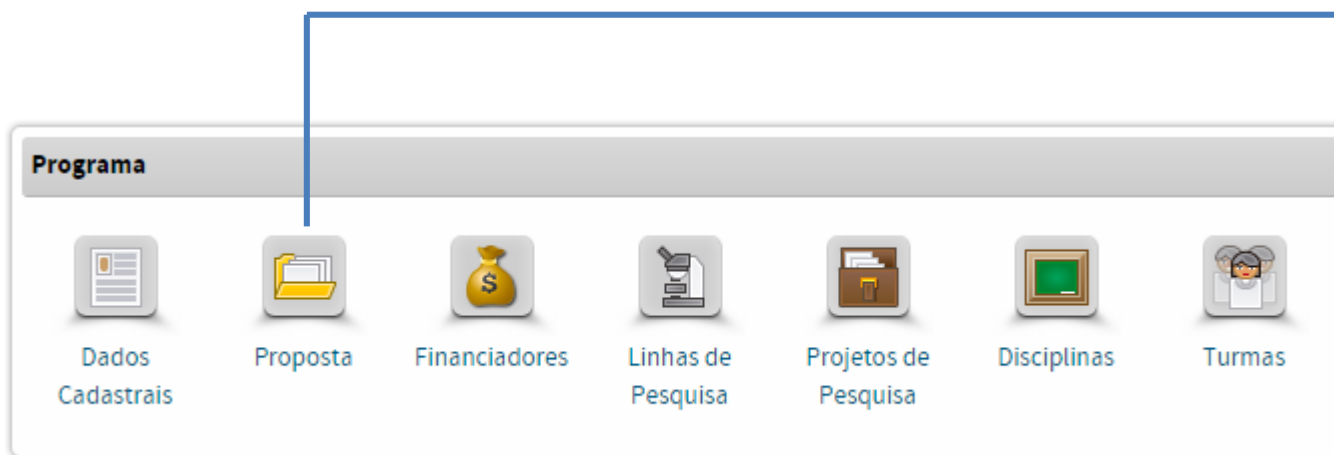 Programa
Dados Cadastrais
Proposta
$
Financiadores
Linhas de Pesquisa
Projetos de Pesquisa
Disciplinas
Turmas